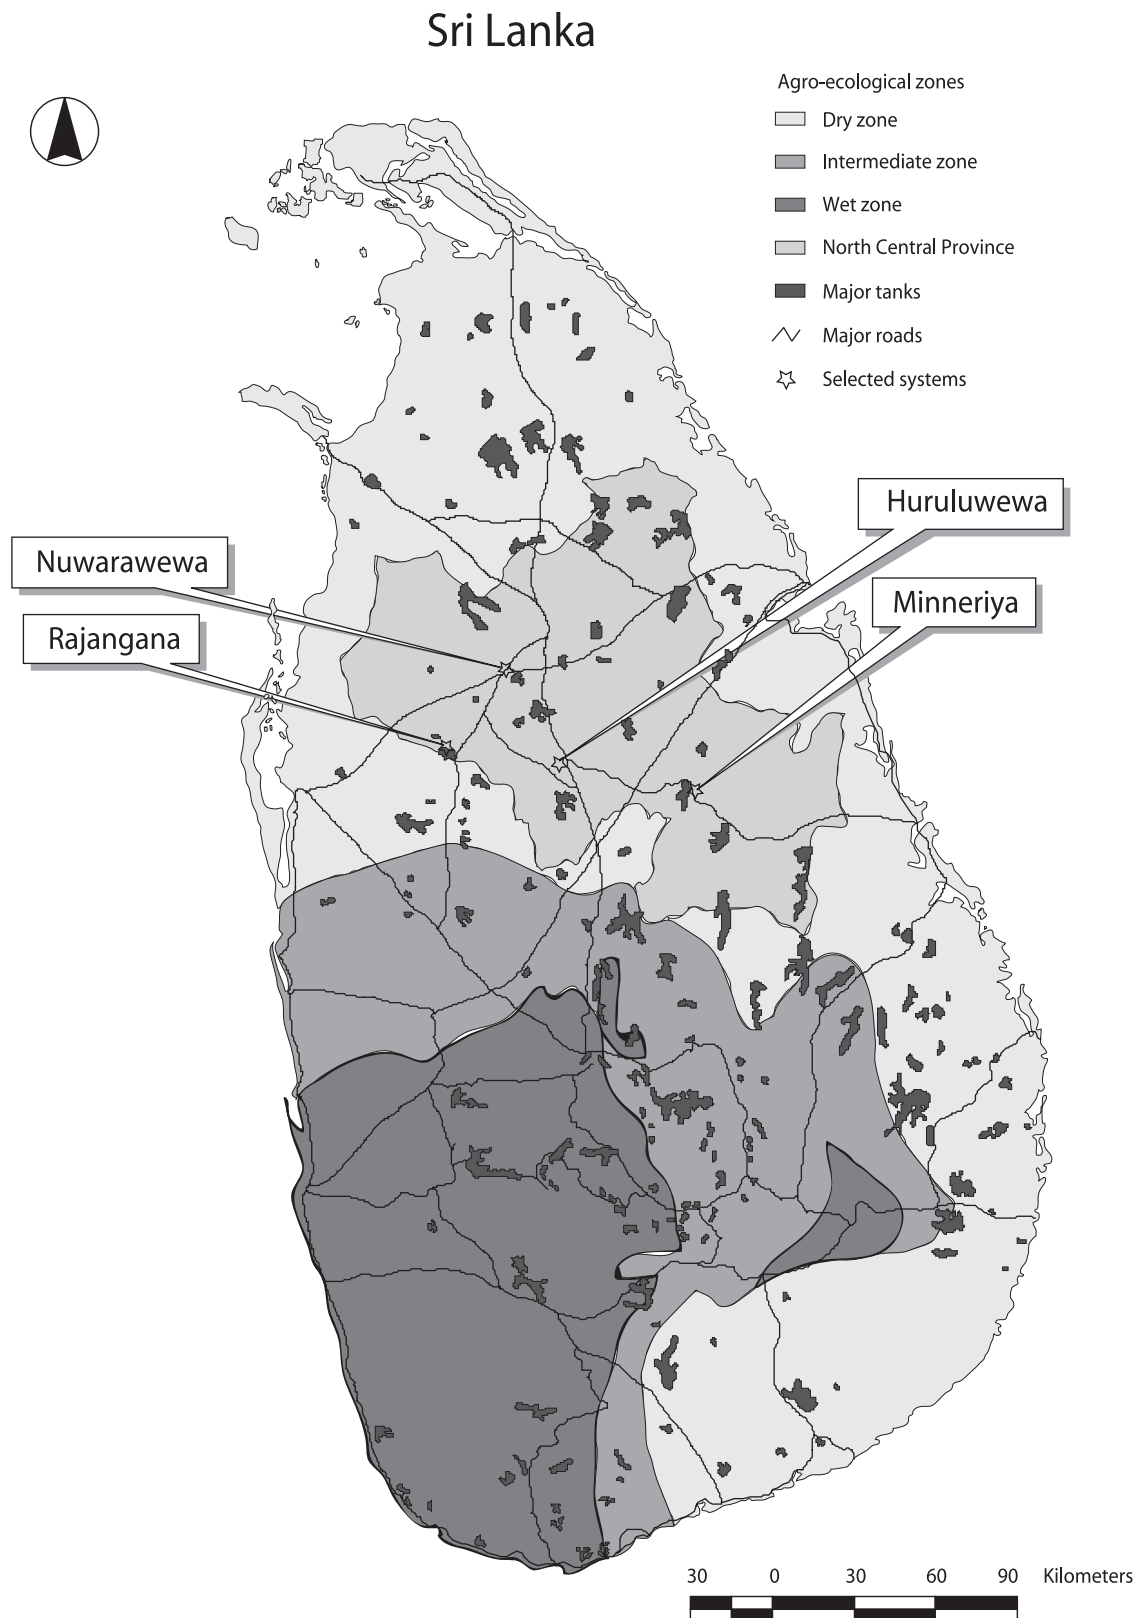 Sri Lanka
Agro-ecological zones
Dry zone
Intermediate zone
Wet zone
North Central Province
Major tanks
Major roads
Selected systems
Huruluwewa
Nuwarawewa
Minneriya
Rajangana
30 0 30 60 90 Kilometers